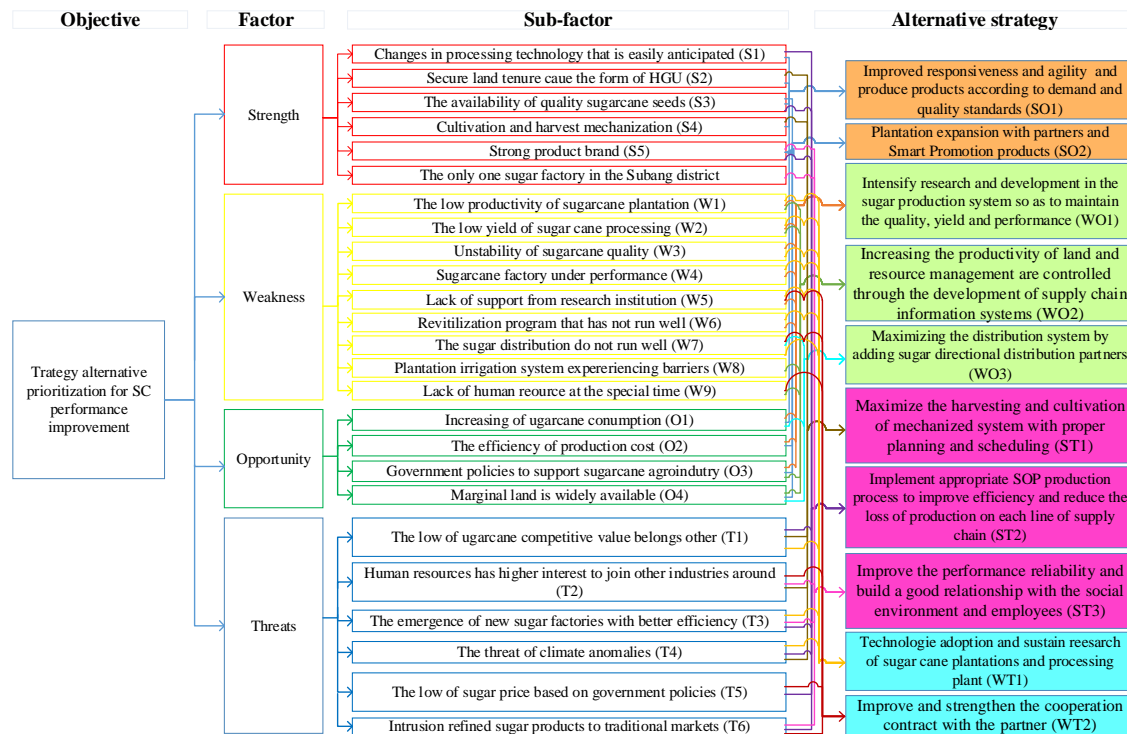 Objective
Factor
Sub-factor
Alternative strategy
Trategy alternative
prioritization for SC
performance
improvement
Strength
Weakness
Opportunity
Threats
Changes in processing technology that is easily anticipated (S1)
Secure land tenure caue the form of HGU (S2)
The availability of quality sugarcane seeds (S3)
Cultivation and harvest mechanization (S4)
Strong product brand (S5)
The only one sugar factory in the Subang district
The low productivity of sugarcane plantation (W1)
The low yield of sugar cane processing (W2)
Unstability of sugarcane quality (W3)
Sugarcane factory under performance (W4)
Lack of support from research institution (W5)
Revitilization program that has not run well (W6)
The sugar distribution do not run well (W7)
Plantation irrigation system expereriencing barriers (W8)
Lack of human reource at the special time (W9)
Increasing of ugarcane conumption (O1)
The efficiency of production cost (O2)
Government policies to support sugarcane agroindutry (O3)
Marginal land is widely available (O4)
The low of ugarcane competitive value belongs other (T1)
Human resources has higher interest to join other industries around
(T2)
The emergence of new sugar factories with better efficiency (T3)
The threat of climate anomalies (T4)
The low of sugar price based on government policies (T5)
Intrusion refined sugar products to traditional markets (T6)
Improved responsiveness and agility and
produce products according to demand and
quality standards (SO1)
Plantation expansion with partners and
Smart Promotion products (SO2)
Intensify research and development in the
sugar production system so as to maintain
the quality, yield and performance (WO1)
Increasing the productivity of land and
resource management are controlled
through the development of supply chain
information systems (WO2)
Maximizing the distribution system by
adding sugar directional distribution partners
(WO3)
Maximize the harvesting and cultivation
of mechanized system with proper
planning and scheduling (ST1)
Implement appropriate SOP production
process to improve efficiency and reduce the
loss of production on each line of supply
chain (ST2)
Improve the performance reliability and
build a good relationship with the social
environment and employees (ST3)
Technologie adoption and sustain reesarch
of sugar cane plantations and processing
plant (WT1)
Improve and strengthen the cooperation
contract with the partner (WT2)